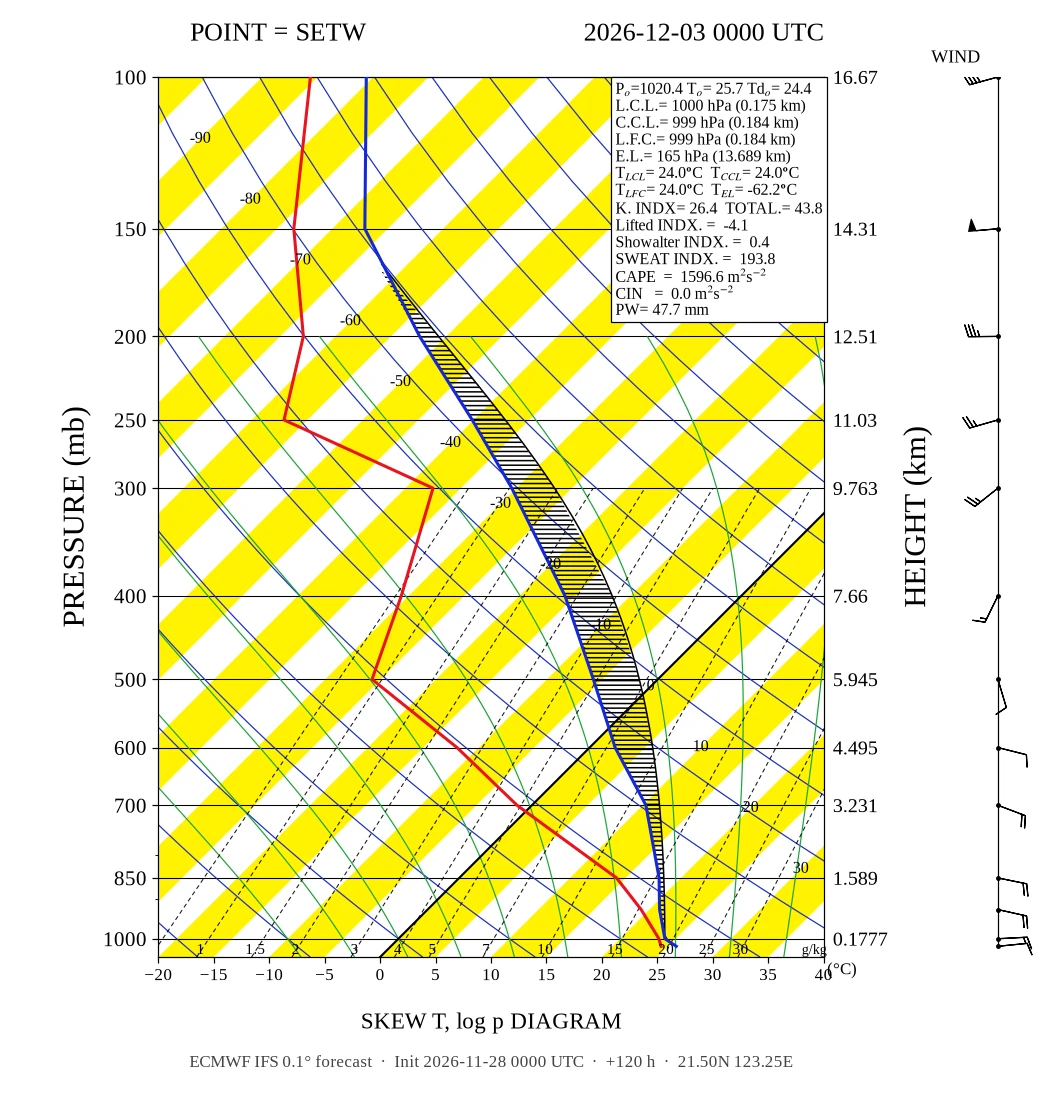 POINT = SETW
2026-12-03 0000 UTC
WIND
Pₒ=1020.4 Tₒ= 25.7 Tdₒ= 24.4
L.C.L.= 1000 hPa (0.175 km)
C.C.L.= 999 hPa (0.184 km)
L.F.C.= 999 hPa (0.184 km)
E.L.= 165 hPa (13.689 km)
T_LCL= 24.0°C T_CCL= 24.0°C
T_LFC= 24.0°C T_EL= -62.2°C
K. INDX= 26.4 TOTAL.= 43.8
Lifted INDX. = -4.1
Showalter INDX. = 0.4
SWEAT INDX. = 193.8
CAPE = 1596.6 m²s⁻²
CIN = 0.0 m²s⁻²
PW= 47.7 mm
100 16.67
-90
-80
150 14.31
-70
-60
200 12.51
-50
250 11.03
-40
300 9.763
-30
-20
400 7.66
-10
500 5.945
0
600 4.495
10
700 3.231
20
850 1.589
30
1000 0.1777
PRESSURE (mb)
HEIGHT (km)
1 1.5 2 3 4 5 7 10 15 20 25 30 g/kg
−20 −15 −10 −5 0 5 10 15 20 25 30 35 40 (°C)
SKEW T, log p DIAGRAM
ECMWF IFS 0.1° forecast · Init 2026-11-28 0000 UTC · +120 h · 21.50N 123.25E